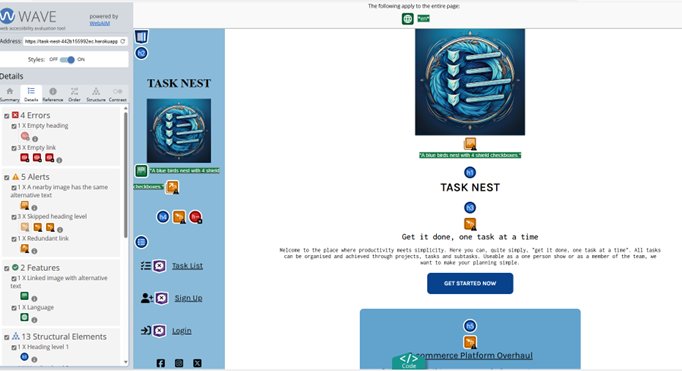 The following apply to the entire page:
"en"
WAVE
web accessibility evaluation tool
powered by
WebAIM
Address: https://task-nest-442b155992ec.herokuapp
Styles: OFF ON
Details
Summary Details Reference Order Structure Contrast
4 Errors
1 X Empty heading
3 X Empty link
5 Alerts
1 X A nearby image has the same
alternative text
3 X Skipped heading level
1 X Redundant link
2 Features
1 X Linked image with alternative
text
1 X Language
13 Structural Elements
1 X Heading level 1
TASK NEST
"A blue birds nest with 4 shield
checkboxes."
Task List
Sign Up
Login
"A blue birds nest with 4 shield checkboxes."
TASK NEST
Get it done, one task at a time
Welcome to the place where productivity meets simplicity. Here you can, quite simply, "get it done, one task at a time". All tasks
can be organised and achieved through projects, tasks and subtasks. Useable as a one person show or as a member of the team, we
want to make your planning simple.
GET STARTED NOW
commerce Platform Overhaul
</> Code